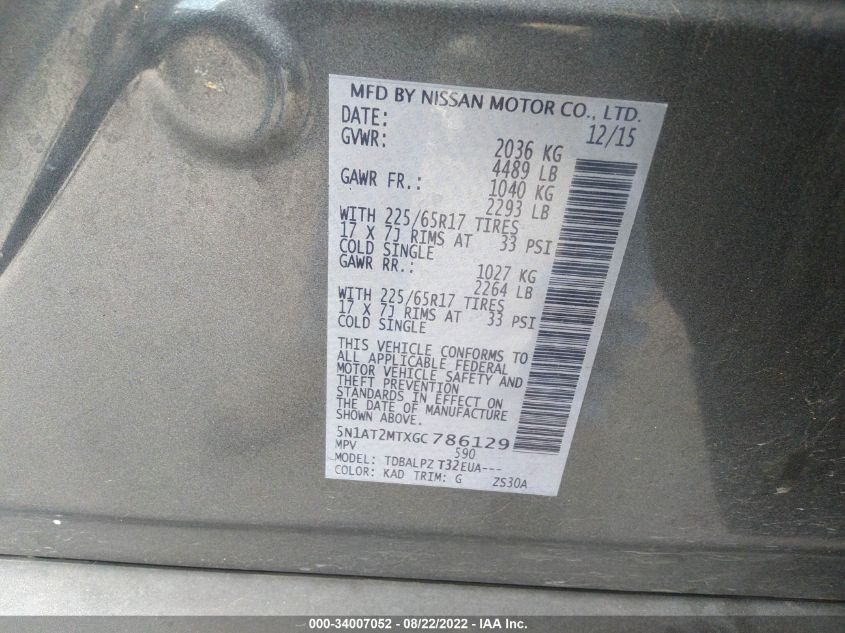 MFD BY NISSAN MOTOR CO., LTD.
DATE: 12/15
GVWR: 2036 KG
4489 LB
GAWR FR.: 1040 KG
2293 LB
WITH 225/65R17 TIRES
17 X 7J RIMS AT 33 PSI
COLD SINGLE
GAWR RR.: 1027 KG
2264 LB
WITH 225/65R17 TIRES
17 X 7J RIMS AT 33 PSI
COLD SINGLE
THIS VEHICLE CONFORMS TO
ALL APPLICABLE FEDERAL
MOTOR VEHICLE SAFETY AND
THEFT PREVENTION
STANDARDS IN EFFECT ON
THE DATE OF MANUFACTURE
SHOWN ABOVE.
5N1AT2MTXGC 786129
MPV 590
MODEL: TDBALPZ T32EUA---
COLOR: KAD TRIM: G ZS30A
000-34007052 - 08/22/2022 - IAA Inc.